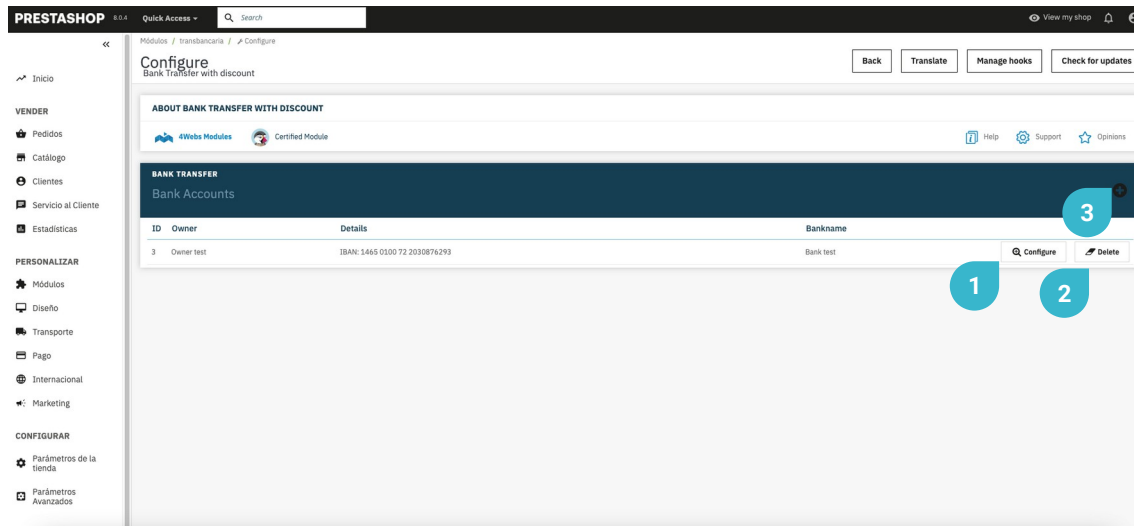 PRESTASHOP 8.0.4 Quick Access Search View my shop
Módulos / transbancaria / Configure
Configure
Bank Transfer with discount
Back Translate Manage hooks Check for updates
Inicio
VENDER
Pedidos
Catálogo
Clientes
Servicio al Cliente
Estadísticas
PERSONALIZAR
Módulos
Diseño
Transporte
Pago
Internacional
Marketing
CONFIGURAR
Parámetros de la
tienda
Parámetros
Avanzados
ABOUT BANK TRANSFER WITH DISCOUNT
4Webs Modules Certified Module Help Support Opinions
BANK TRANSFER
Bank Accounts
3
ID Owner Details Bankname
3 Owner test IBAN: 1465 0100 72 2030876293 Bank test Configure Delete
1 2